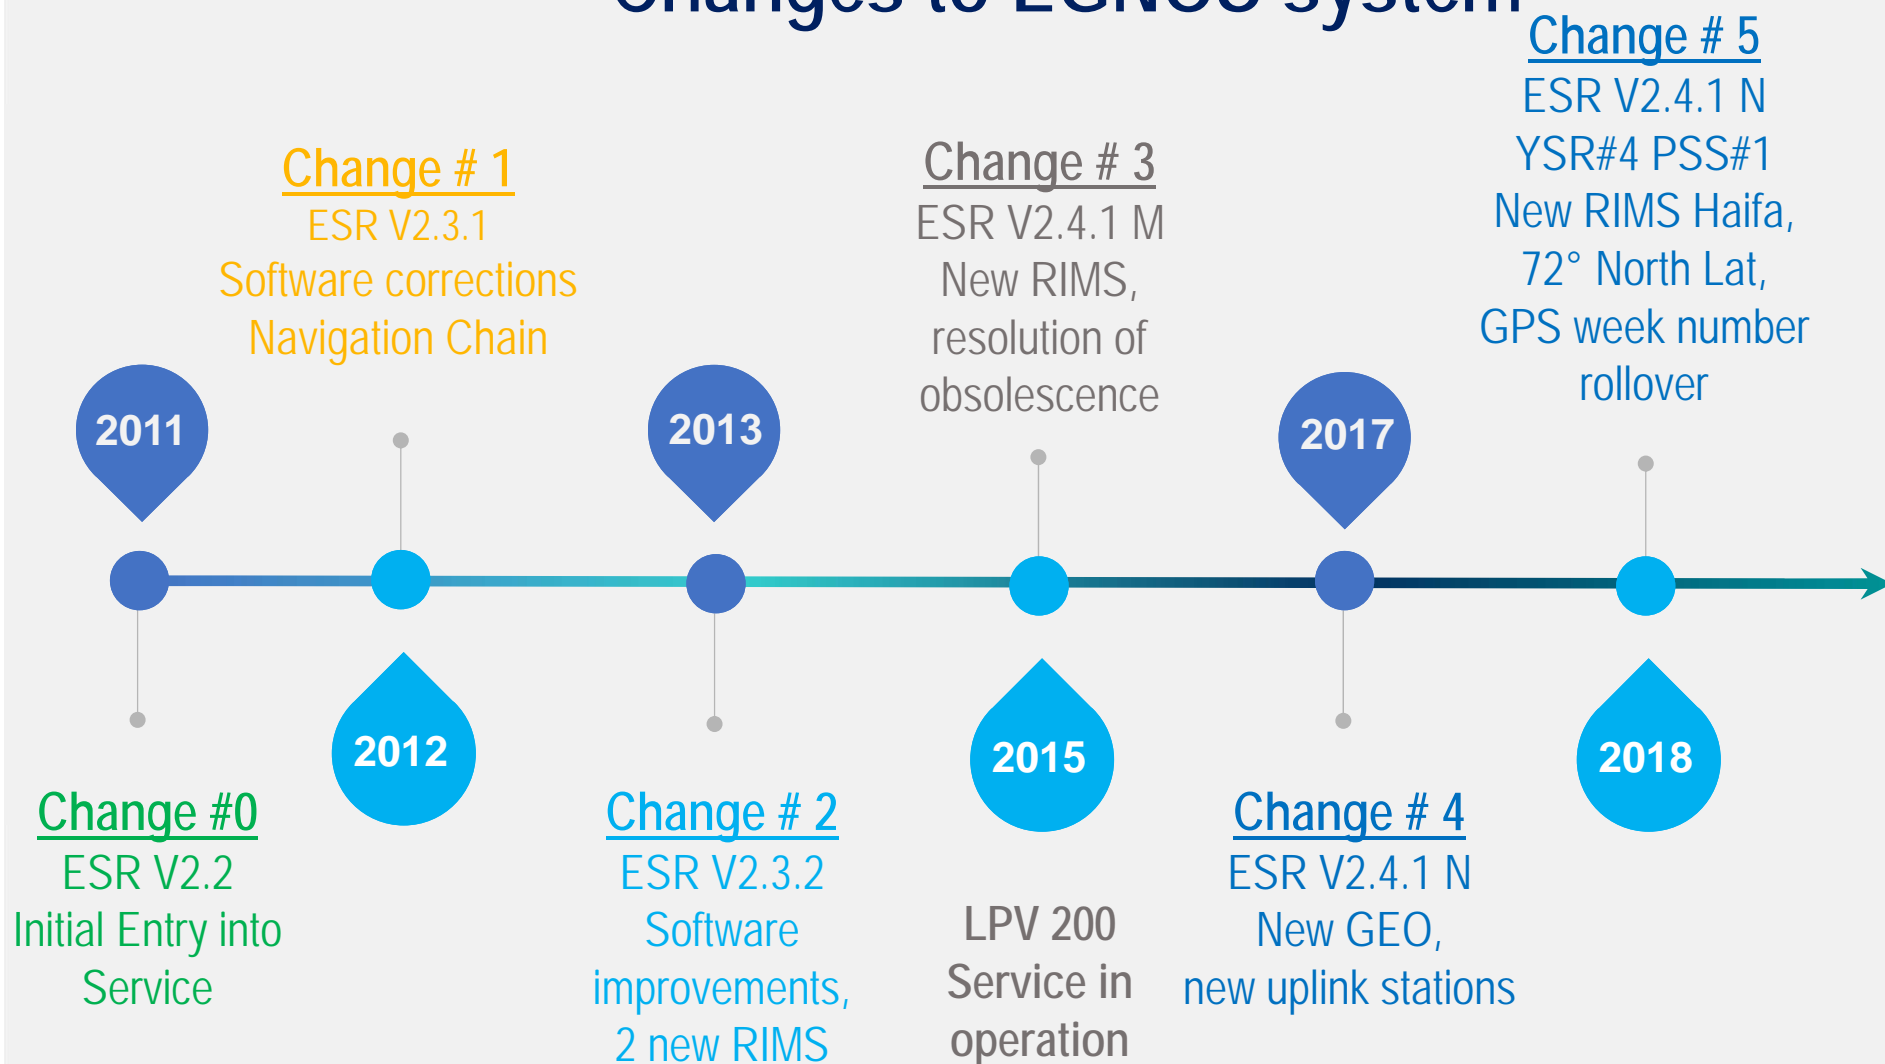 Changes to EGNOS system
Change # 5
ESR V2.4.1 N
YSR#4 PSS#1
New RIMS Haifa,
72° North Lat,
GPS week number
rollover
Change # 1
ESR V2.3.1
Software corrections
Navigation Chain
Change # 3
ESR V2.4.1 M
New RIMS,
resolution of
obsolescence
2011
2013
2017
2012
2015
2018
Change #0
ESR V2.2
Initial Entry into
Service
Change # 2
ESR V2.3.2
Software
improvements,
2 new RIMS
LPV 200
Service in
operation
Change # 4
ESR V2.4.1 N
New GEO,
new uplink stations